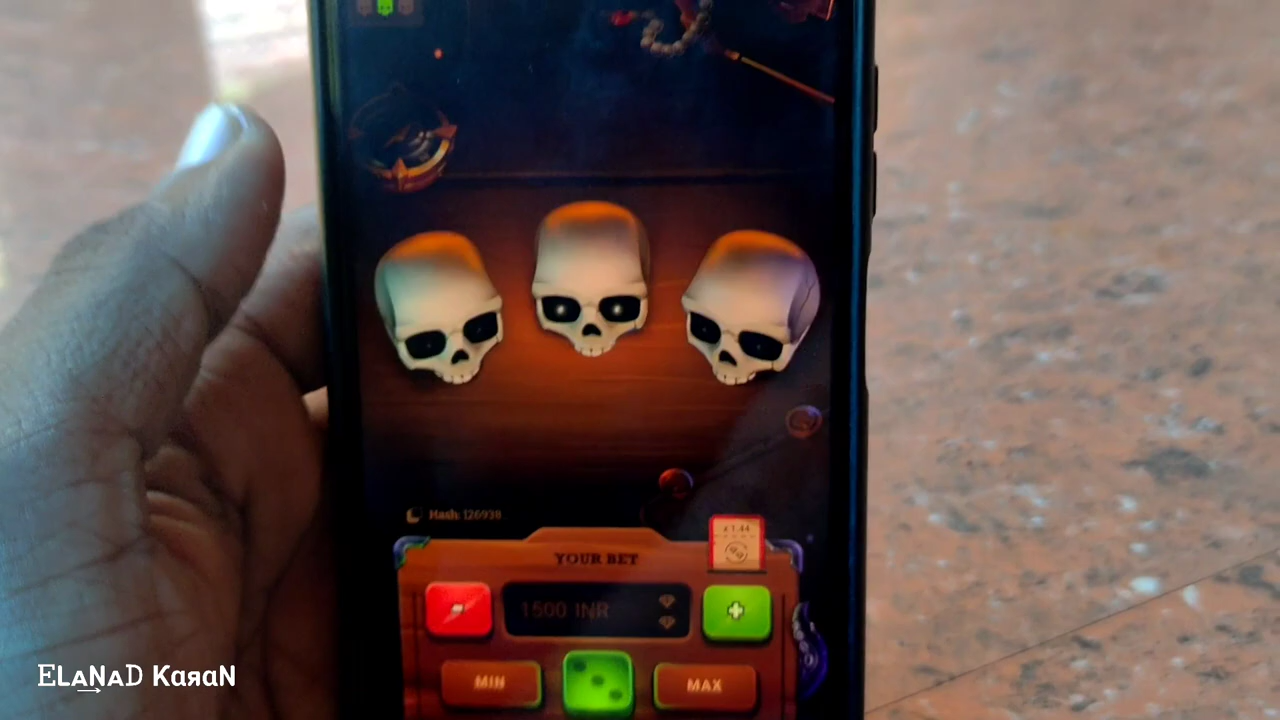 Hash: 126938
x1.44
YOUR BET
1500 INR
MIN
MAX
ELANAD KARAN